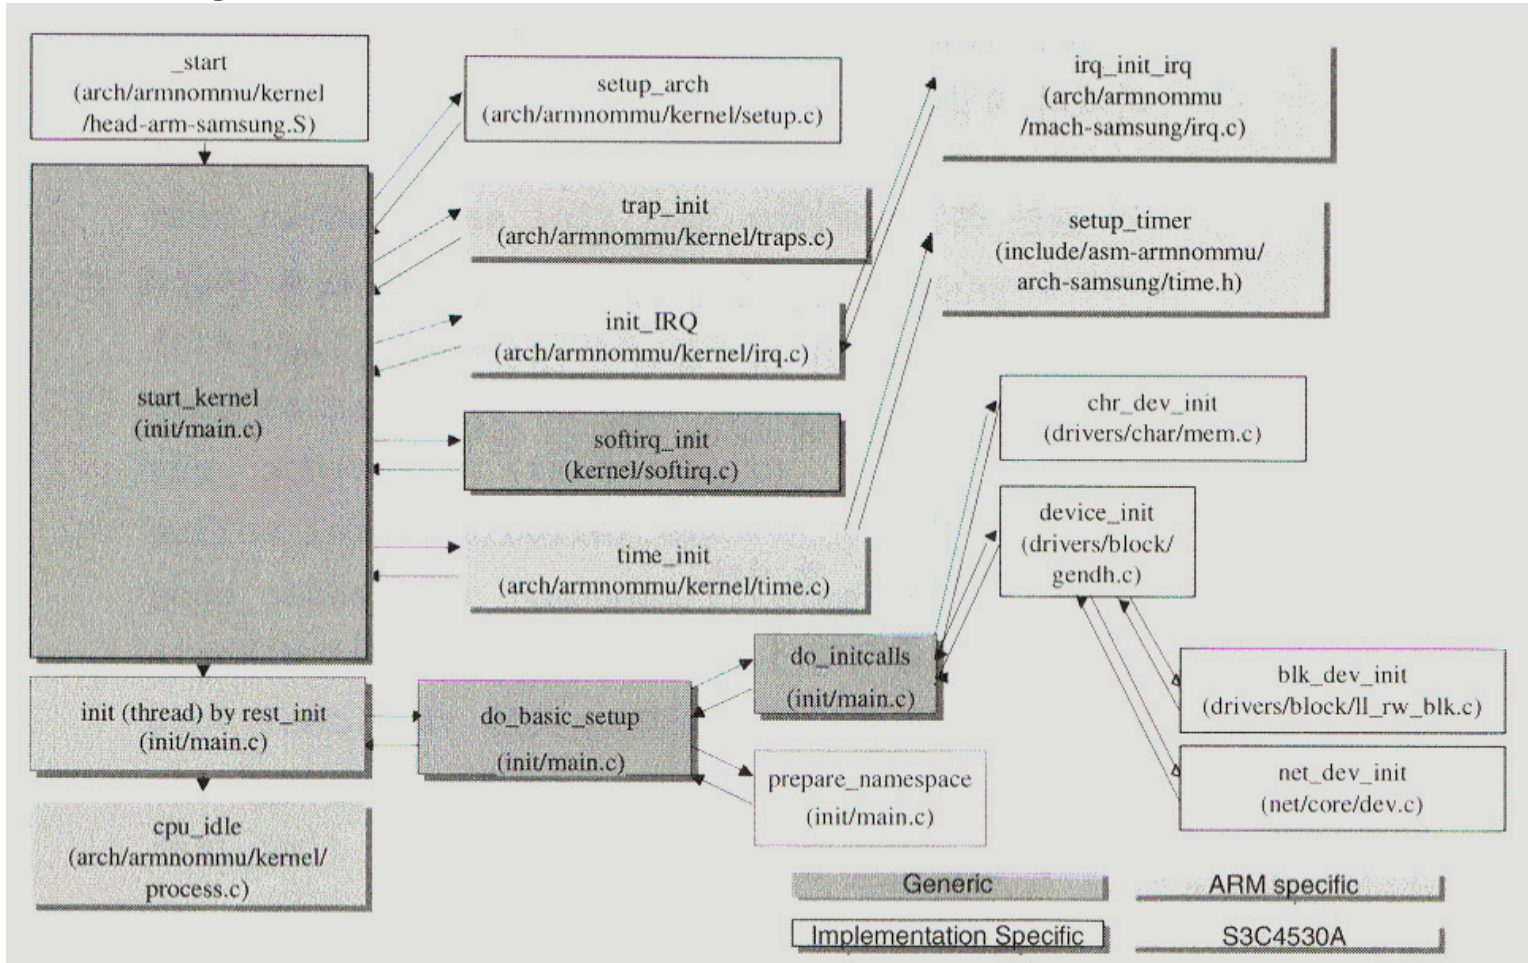 _start
(arch/armnommu/kernel
/head-arm-samsung.S)
setup_arch
(arch/armnommu/kernel/setup.c)
irq_init_irq
(arch/armnommu
/mach-samsung/irq.c)
trap_init
(arch/armnommu/kernel/traps.c)
setup_timer
(include/asm-armnommu/
arch-samsung/time.h)
init_IRQ
(arch/armnommu/kernel/irq.c)
start_kernel
(init/main.c)
chr_dev_init
(drivers/char/mem.c)
softirq_init
(kernel/softirq.c)
device_init
(drivers/block/
gendh.c)
time_init
(arch/armnommu/kernel/time.c)
do_initcalls
(init/main.c)
blk_dev_init
(drivers/block/ll_rw_blk.c)
init (thread) by rest_init
(init/main.c)
do_basic_setup
(init/main.c)
prepare_namespace
(init/main.c)
net_dev_init
(net/core/dev.c)
cpu_idle
(arch/armnommu/kernel/
process.c)
Generic
ARM specific
Implementation Specific
S3C4530A